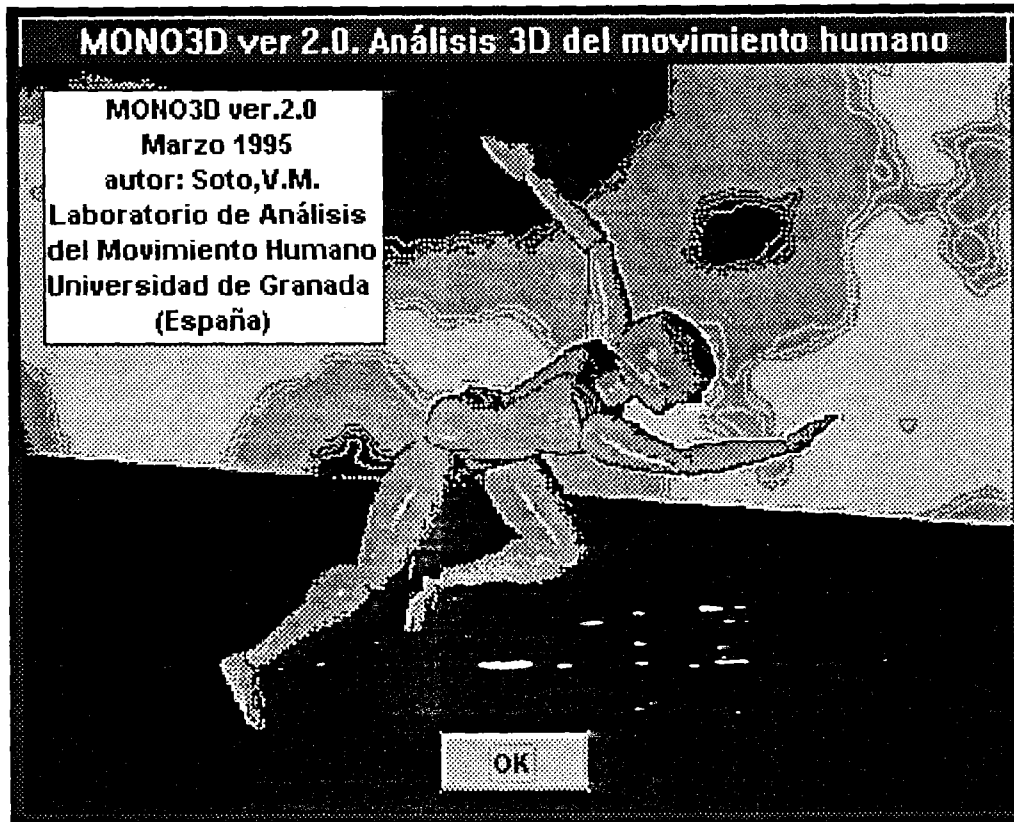 MONO3D ver 2.0. Análisis 3D del movimiento humano
MONO3D ver.2.0
Marzo 1995
autor: Soto,V.M.
Laboratorio de Análisis
del Movimiento Humano
Universidad de Granada
(España)
OK